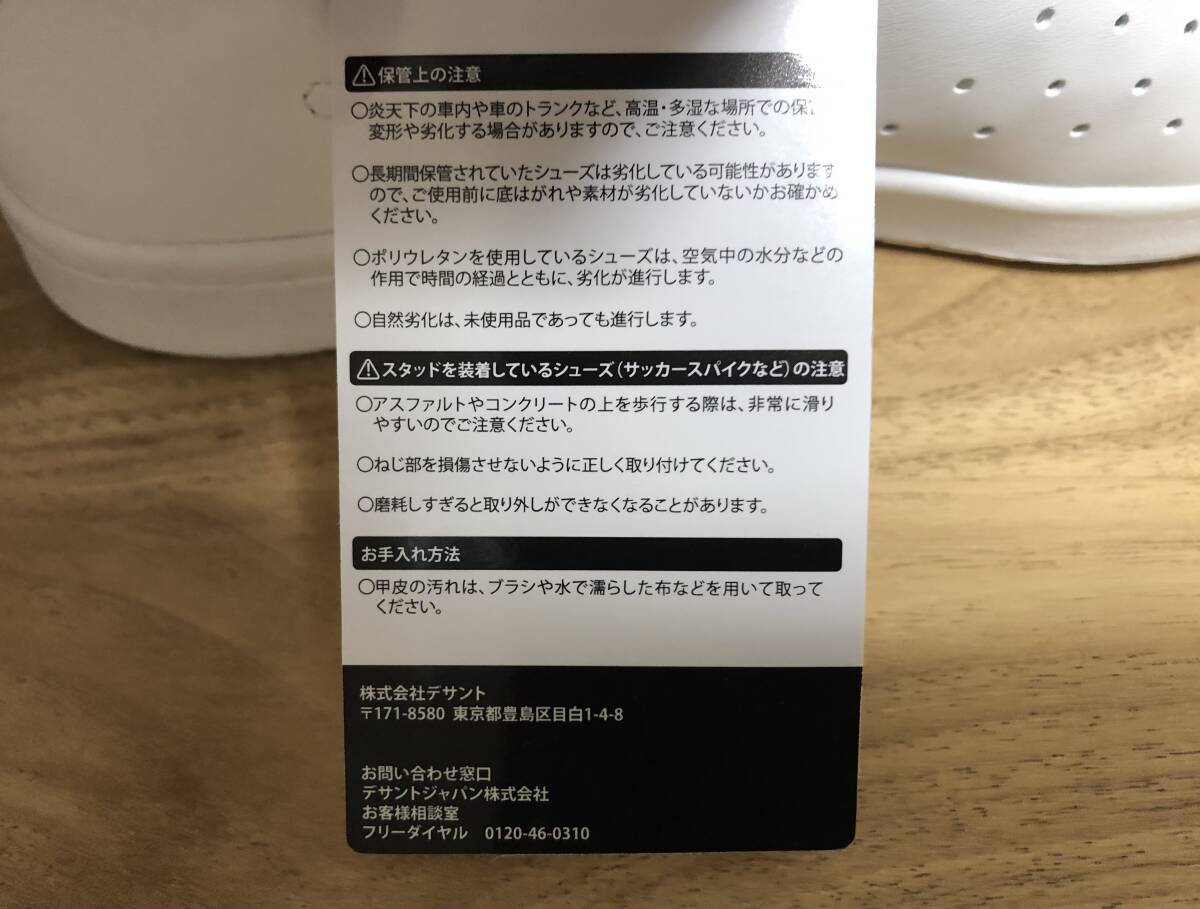 ⚠保管上の注意
○炎天下の車内や車のトランクなど、高温・多湿な場所での保
変形や劣化する場合がありますので、ご注意ください。
○長期間保管されていたシューズは劣化している可能性があります
ので、ご使用前に底はがれや素材が劣化していないかお確かめ
ください。
○ポリウレタンを使用しているシューズは、空気中の水分などの
作用で時間の経過とともに、劣化が進行します。
○自然劣化は、未使用品であっても進行します。
⚠スタッドを装着しているシューズ(サッカースパイクなど)の注意
○アスファルトやコンクリートの上を歩行する際は、非常に滑り
やすいのでご注意ください。
○ねじ部を損傷させないように正しく取り付けてください。
○磨耗しすぎると取り外しができなくなることがあります。
お手入れ方法
○甲皮の汚れは、ブラシや水で濡らした布などを用いて取って
ください。
株式会社デサント
〒171-8580 東京都豊島区目白1-4-8
お問い合わせ窓口
デサントジャパン株式会社
お客様相談室
フリーダイヤル 0120-46-0310